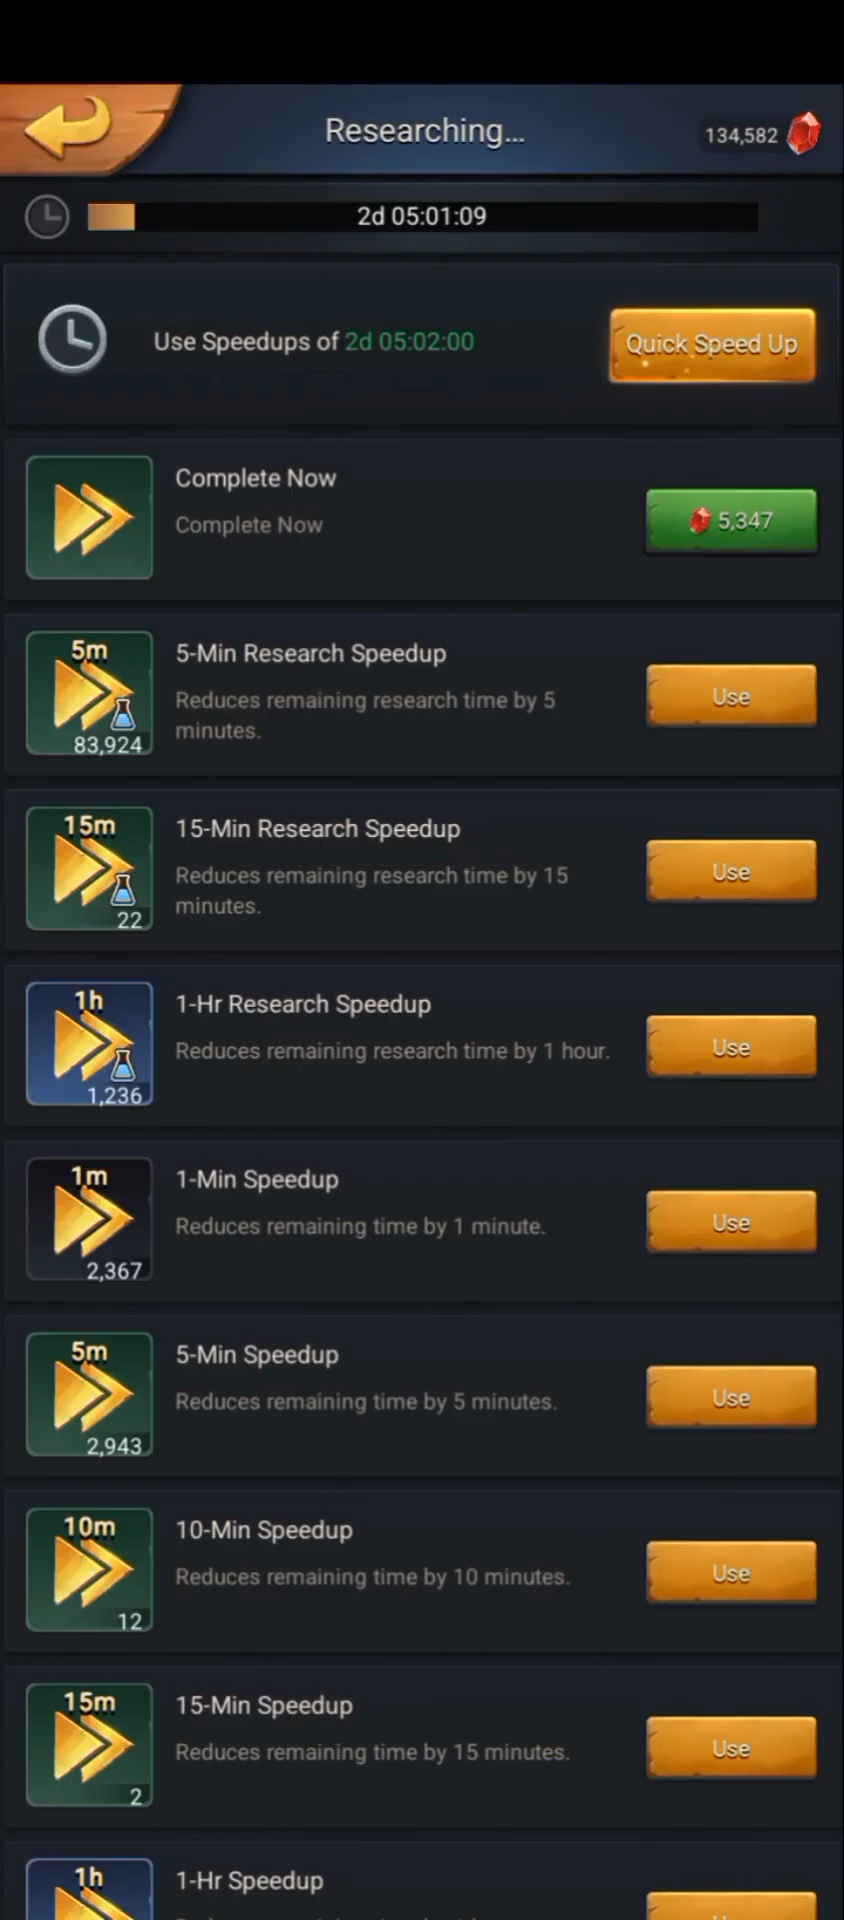 Researching...
134,582
2d 05:01:09
Use Speedups of 2d 05:02:00
Quick Speed Up
Complete Now
Complete Now
5,347
5m
83,924
5-Min Research Speedup
Reduces remaining research time by 5
minutes.
Use
15m
22
15-Min Research Speedup
Reduces remaining research time by 15
minutes.
Use
1h
1,236
1-Hr Research Speedup
Reduces remaining research time by 1 hour.
Use
1m
2,367
1-Min Speedup
Reduces remaining time by 1 minute.
Use
5m
2,943
5-Min Speedup
Reduces remaining time by 5 minutes.
Use
10m
12
10-Min Speedup
Reduces remaining time by 10 minutes.
Use
15m
2
15-Min Speedup
Reduces remaining time by 15 minutes.
Use
1h
1-Hr Speedup